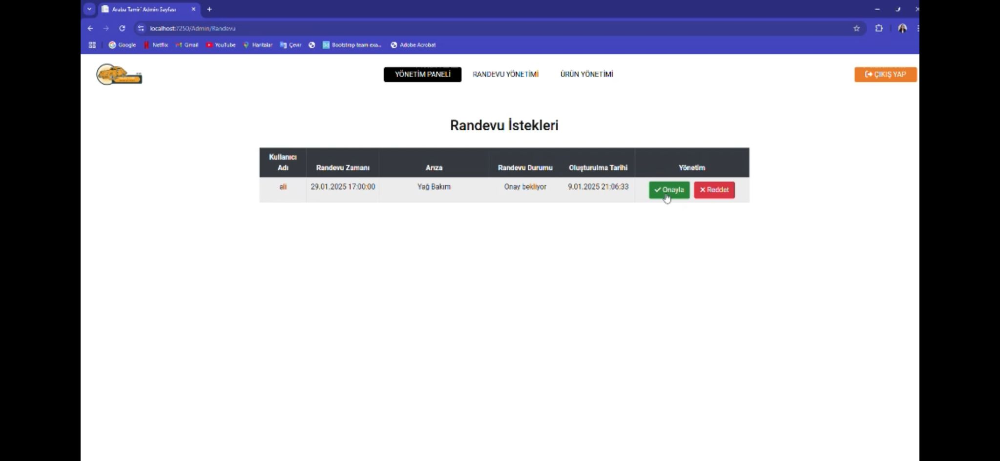 Araba Tamir Admin Sayfası
localhost:7250/Admin/Randevu
Google Netflix Gmail YouTube Haritalar Çevir Bootstrap team exa... Adobe Acrobat
YÖNETİM PANELİ RANDEVU YÖNETİMİ ÜRÜN YÖNETİMİ ÇIKIŞ YAP
Randevu İstekleri
Kullanıcı
Adı Randevu Zamanı Arıza Randevu Durumu Oluşturulma Tarihi Yönetim
ali 29.01.2025 17:00:00 Yağ Bakım Onay bekliyor 9.01.2025 21:06:33 Onayla Reddet